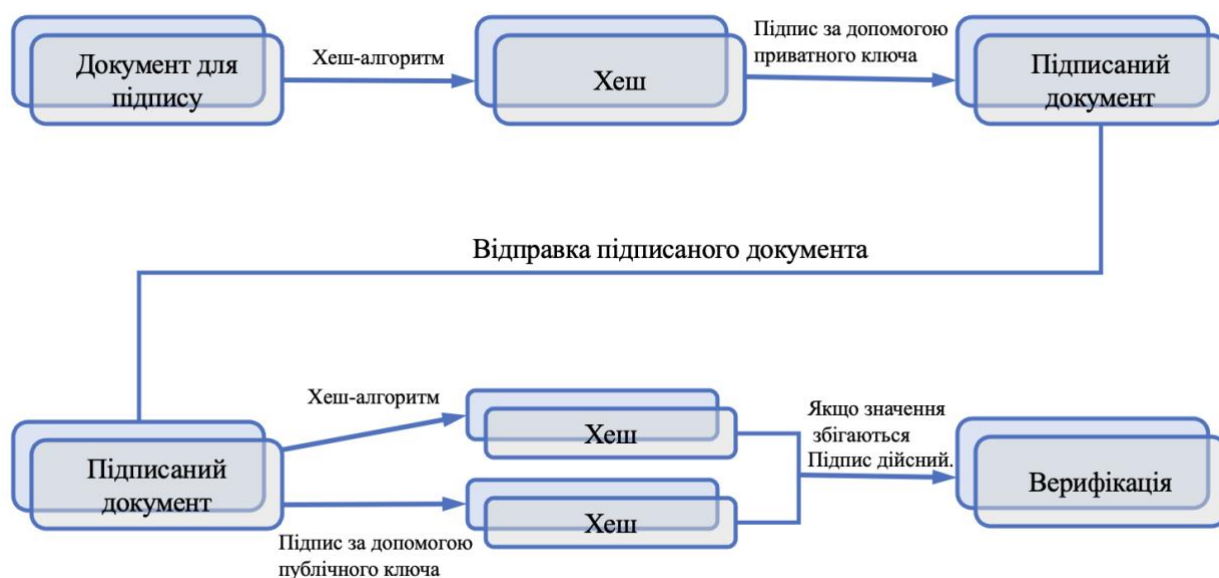 Документ для
підпису
Хеш-алгоритм
Хеш
Підпис за допомогою
приватного ключа
Підписаний
документ
Відправка підписаного документа
Підписаний
документ
Хеш-алгоритм
Хеш
Підпис за допомогою
публічного ключа
Хеш
Якщо значення
збігаються
Підпис дійсний.
Верифікація